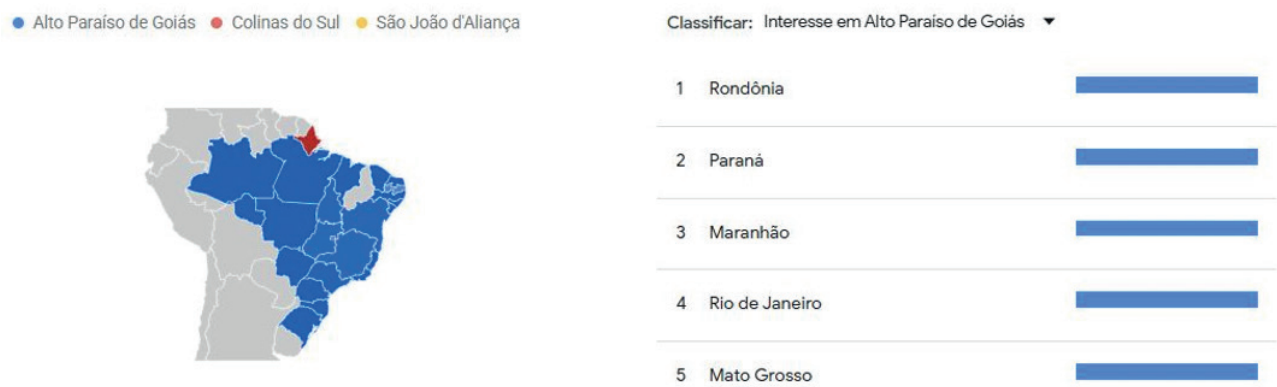 Alto Paraíso de Goiás Colinas do Sul São João d'Aliança
Classificar: Interesse em Alto Paraíso de Goiás
1 Rondônia
2 Paraná
3 Maranhão
4 Rio de Janeiro
5 Mato Grosso